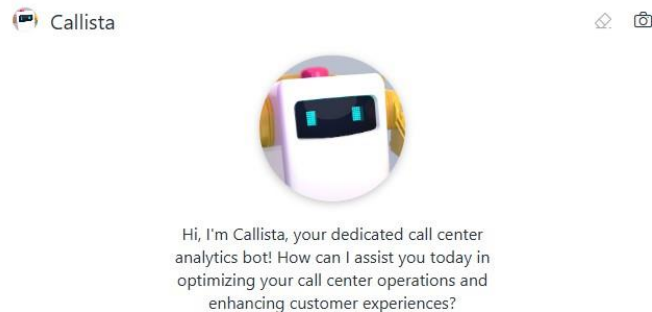 Callista
Hi, I'm Callista, your dedicated call center
analytics bot! How can I assist you today in
optimizing your call center operations and
enhancing customer experiences?